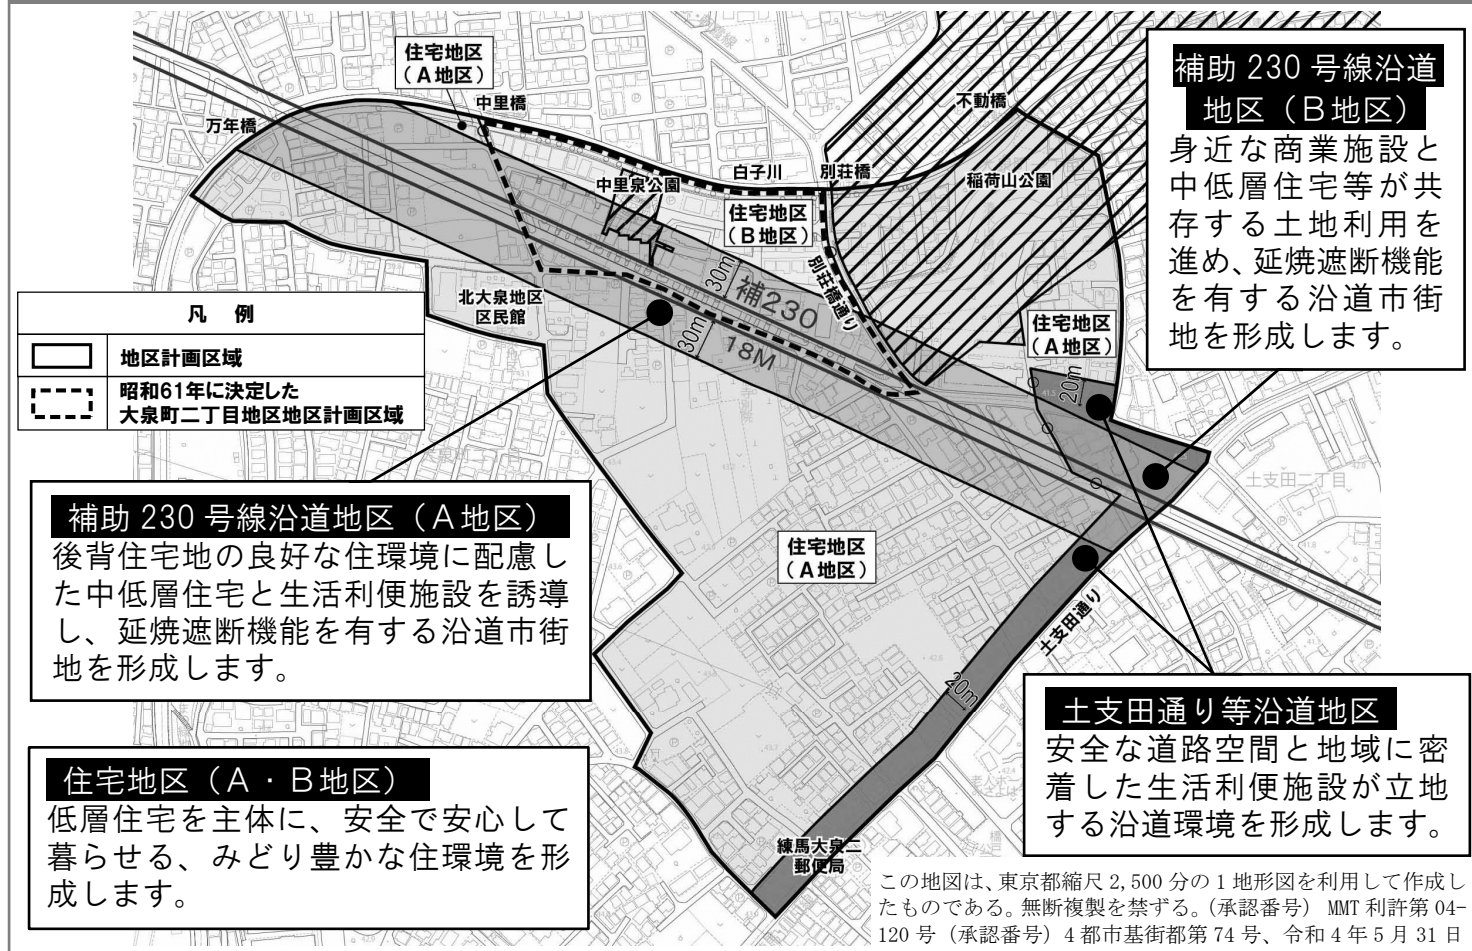 住宅地区
(A地区)
中里橋
万年橋
不動橋
中里泉公園
白子川
別荘橋
稲荷山公園
住宅地区
(B地区)
別荘橋通り
30m
補230
30m
18M
北大泉地区
区民館
住宅地区
(A地区)
20m
凡 例
地区計画区域
昭和61年に決定した
大泉町二丁目地区地区計画区域
補助 230 号線沿道
地区（B地区）
身近な商業施設と
中低層住宅等が共
存する土地利用を
進め、延焼遮断機能
を有する沿道市街
地を形成します。
土支田二丁目
補助 230 号線沿道地区（A地区）
後背住宅地の良好な住環境に配慮し
た中低層住宅と生活利便施設を誘導
し、延焼遮断機能を有する沿道市街
地を形成します。
住宅地区
(A地区)
土支田通り
20m
土支田通り等沿道地区
安全な道路空間と地域に密
着した生活利便施設が立地
する沿道環境を形成します。
住宅地区（A・B地区）
低層住宅を主体に、安全で安心して
暮らせる、みどり豊かな住環境を形
成します。
練馬大泉二
郵便局
この地図は、東京都縮尺 2,500 分の 1 地形図を利用して作成し
たものである。無断複製を禁ずる。（承認番号） MMT 利許第 04-
120 号（承認番号）4 都市基街都第 74 号、令和 4 年 5 月 31 日